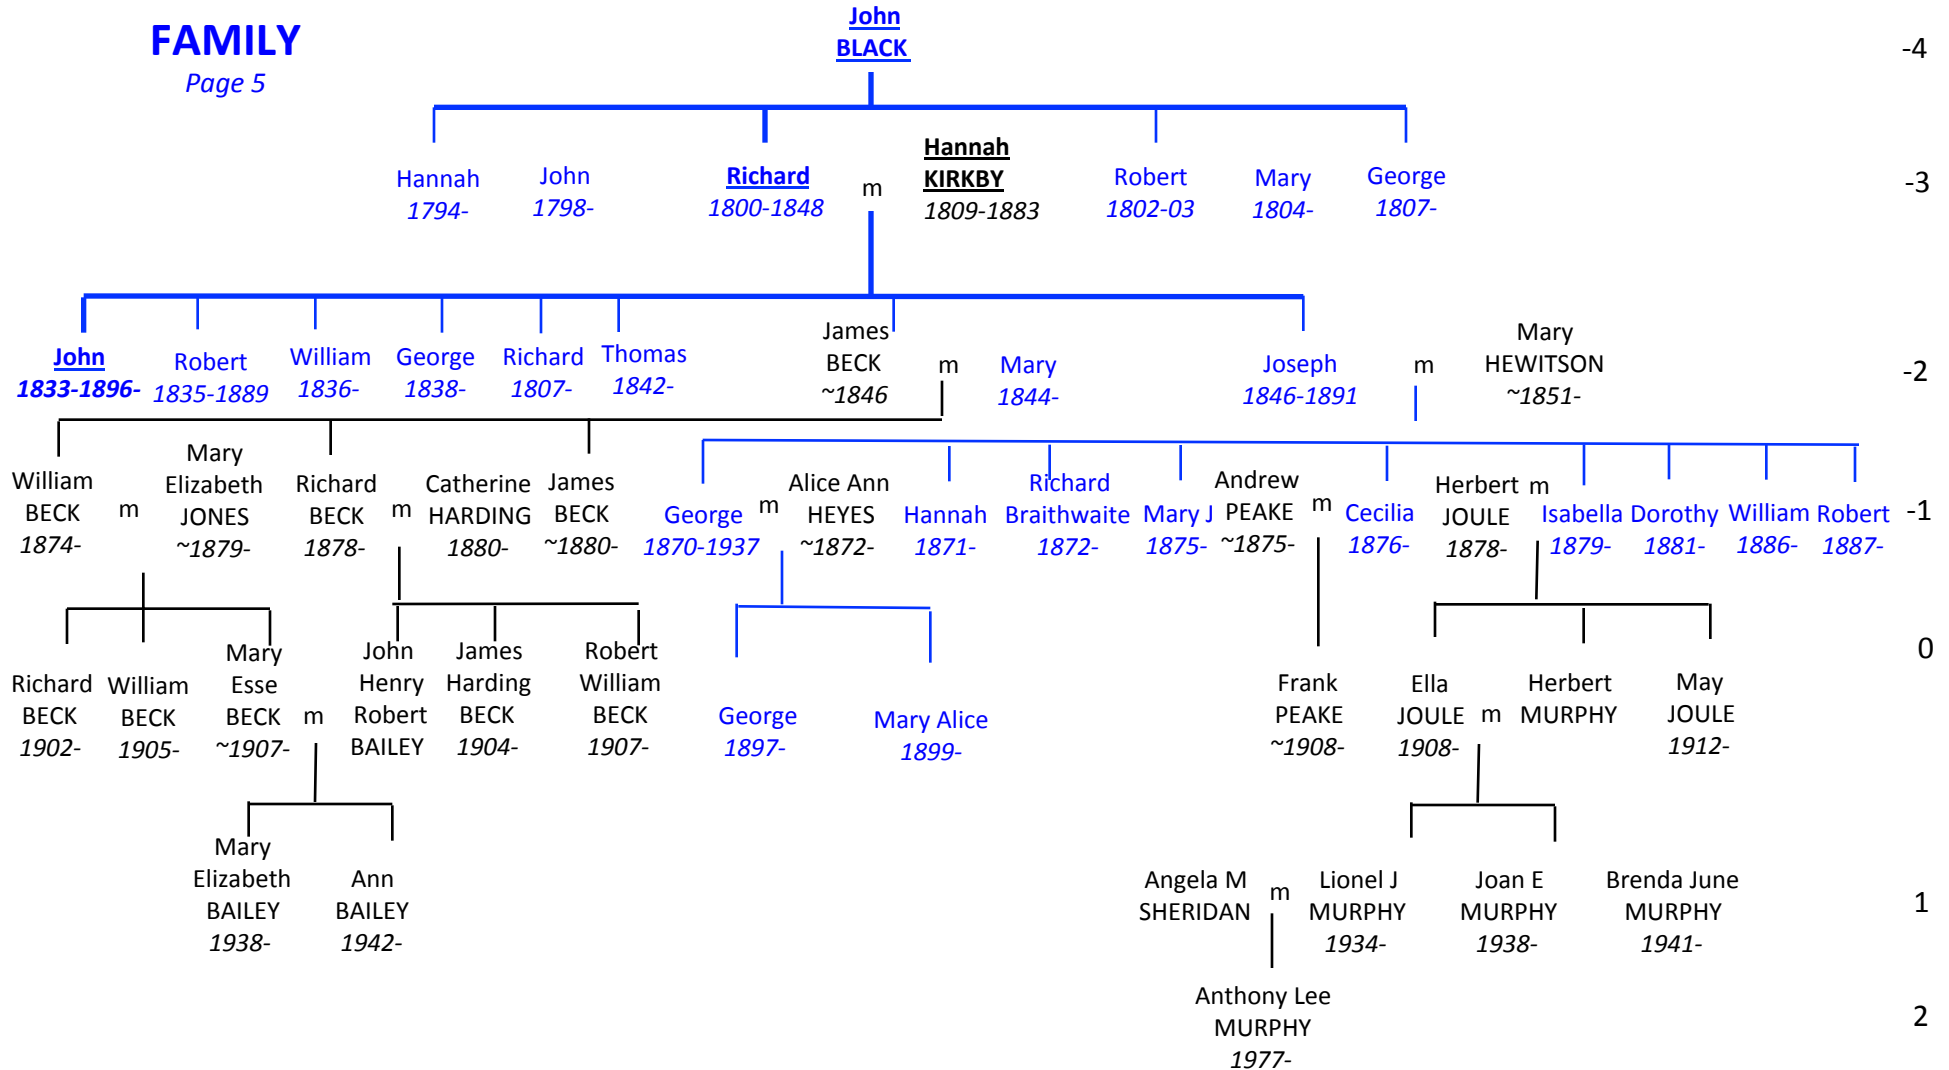 FAMILY
Page 5
John
BLACK
-4
Hannah
1794-
John
1798-
Richard
1800-1848
m
Hannah
KIRKBY
1809-1883
Robert
1802-03
Mary
1804-
George
1807-
-3
John
1833-1896-
Robert
1835-1889
William
1836-
George
1838-
Richard
1807-
Thomas
1842-
James
BECK
~1846
m
Mary
1844-
Joseph
1846-1891
m
Mary
HEWITSON
~1851-
-2
William
BECK
1874-
m
Mary
Elizabeth
JONES
~1879-
Richard
BECK
1878-
m
Catherine
HARDING
1880-
James
BECK
~1880-
George
1870-1937
m
Alice Ann
HEYES
~1872-
Hannah
1871-
Richard
Braithwaite
1872-
Mary J
1875-
Andrew
PEAKE
~1875-
m
Cecilia
1876-
Herbert
JOULE
1878-
m
Isabella
1879-
Dorothy
1881-
William
1886-
Robert
1887-
-1
Richard
BECK
1902-
William
BECK
1905-
Mary
Esse
BECK
~1907-
m
John
Henry
Robert
BAILEY
James
Harding
BECK
1904-
Robert
William
BECK
1907-
George
1897-
Mary Alice
1899-
Frank
PEAKE
~1908-
Ella
JOULE
1908-
m
Herbert
MURPHY
May
JOULE
1912-
0
Mary
Elizabeth
BAILEY
1938-
Ann
BAILEY
1942-
Angela M
SHERIDAN
m
Lionel J
MURPHY
1934-
Joan E
MURPHY
1938-
Brenda June
MURPHY
1941-
1
Anthony Lee
MURPHY
1977-
2